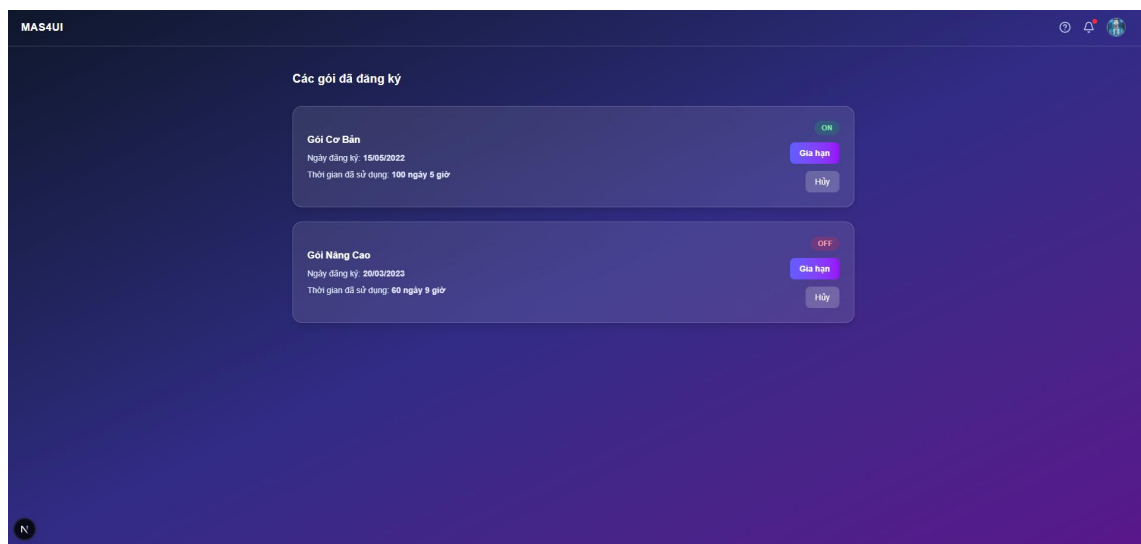 MAS4UI
Các gói đã đăng ký
Gói Cơ Bản
Ngày đăng ký: 15/05/2022
Thời gian đã sử dụng: 100 ngày 5 giờ
ON
Gia hạn
Hủy
Gói Nâng Cao
Ngày đăng ký: 20/03/2023
Thời gian đã sử dụng: 60 ngày 9 giờ
OFF
Gia hạn
Hủy
N